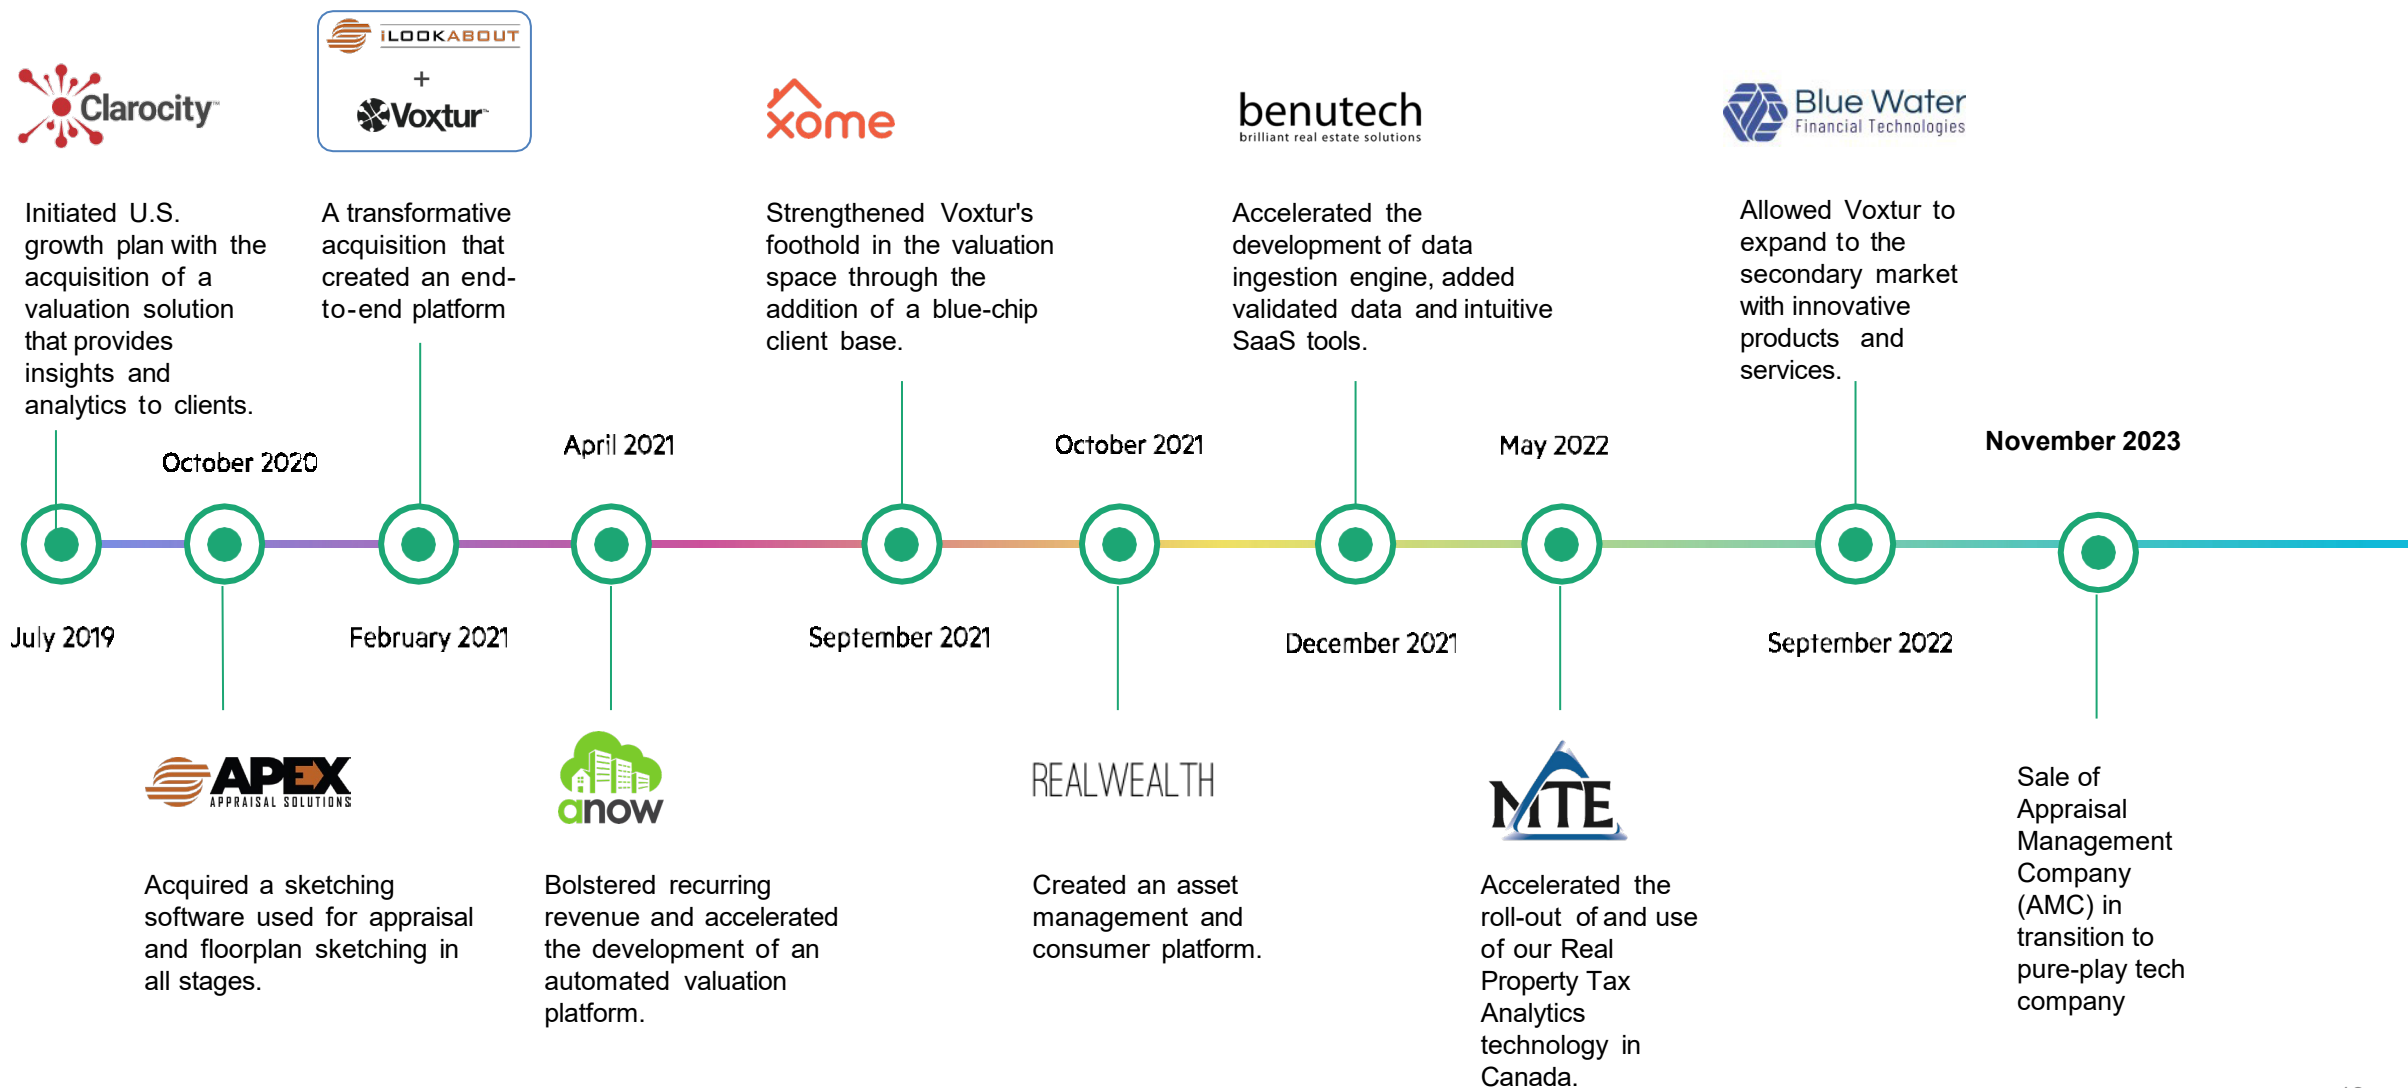 Clarocity™
Initiated U.S.
growth plan with the
acquisition of a
valuation solution
that provides
insights and
analytics to clients.
July 2019
October 2020
APEX
APPRAISAL SOLUTIONS
Acquired a sketching
software used for appraisal
and floorplan sketching in
all stages.
iLOOKABOUT
+
Voxtur™
A transformative
acquisition that
created an end-
to-end platform
February 2021
April 2021
anow
Bolstered recurring
revenue and accelerated
the development of an
automated valuation
platform.
xome
Strengthened Voxtur's
foothold in the valuation
space through the
addition of a blue-chip
client base.
September 2021
October 2021
REALWEALTH
Created an asset
management and
consumer platform.
benutech
brilliant real estate solutions
Accelerated the
development of data
ingestion engine, added
validated data and intuitive
SaaS tools.
December 2021
May 2022
MTE
Accelerated the
roll-out of and use
of our Real
Property Tax
Analytics
technology in
Canada.
Blue Water
Financial Technologies
Allowed Voxtur to
expand to the
secondary market
with innovative
products and
services.
September 2022
November 2023
Sale of
Appraisal
Management
Company
(AMC) in
transition to
pure-play tech
company